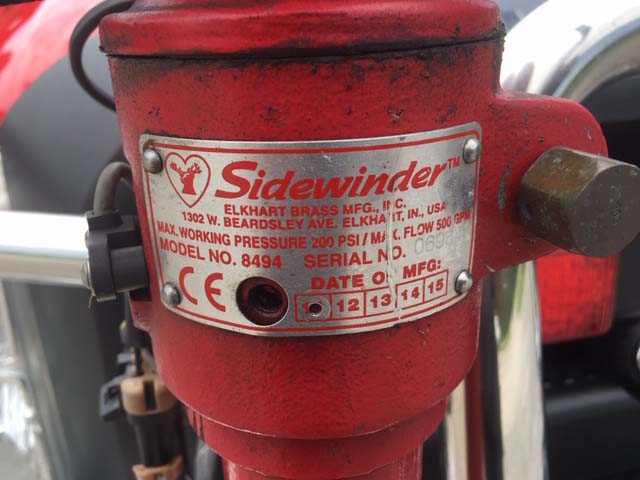 Sidewinder™
ELKHART BRASS MFG., INC.
1302 W. BEARDSLEY AVE. ELKHART, IN., USA
MAX. WORKING PRESSURE 200 PSI/MAX. FLOW 500 GPM
MODEL NO. 8494 SERIAL NO.
DATE OF MFG:
CE
12 13 14 15